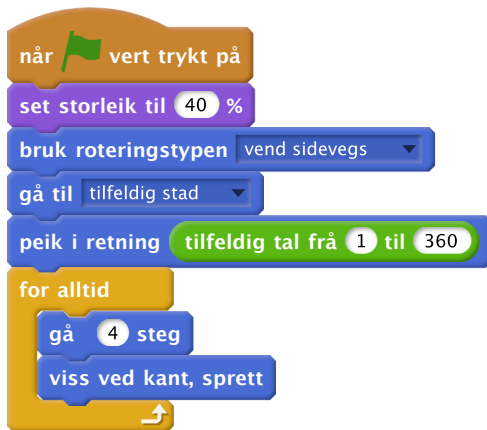 når vert trykt på
set storleik til 40 %
bruk roteringstypen vend sidevegs
gå til tilfeldig stad
peik i retning tilfeldig tal frå 1 til 360
for alltid
gå 4 steg
viss ved kant, sprett